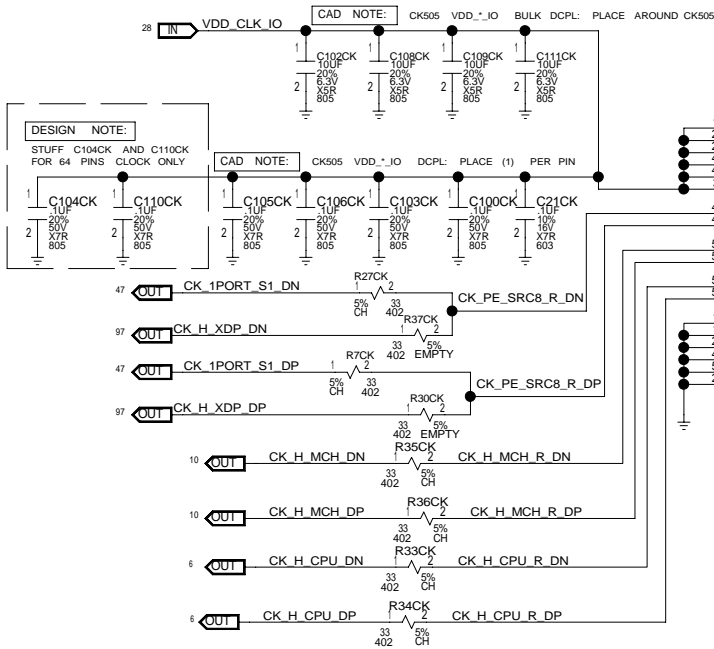 CAD NOTE: CK505 VDD_*_IO BULK DCPL: PLACE AROUND CK505
28 IN VDD_CLK_IO
1 C102CK 1 C108CK 1 C109CK 1 C111CK
10UF 10UF 10UF 10UF
20% 20% 20% 20%
2 6.3V 2 6.3V 2 6.3V 2 6.3V
X5R X5R X5R X5R
805 805 805 805
DESIGN NOTE:
STUFF C104CK AND C110CK
FOR 64 PINS CLOCK ONLY
CAD NOTE: CK505 VDD_*_IO DCPL: PLACE (1) PER PIN
1 C104CK 1 C110CK 1 C105CK 1 C106CK 1 C103CK 1 C100CK 1 C21CK
.1UF .1UF .1UF .1UF .1UF .1UF .1UF
20% 20% 20% 20% 20% 20% 10%
2 50V 2 50V 2 50V 2 50V 2 50V 2 50V 2 16V
X7R X7R X7R X7R X7R X7R X7R
805 805 805 805 805 805 603
47 OUT CK_1PORT_S1_DN
R27CK
1 2
5% 33
CH 402
CK_PE_SRC8_R_DN
97 OUT CK_H_XDP_DN
R37CK
1 2
33 5%
402 EMPTY
47 OUT CK_1PORT_S1_DP
R7CK
1 2
5% 33
CH 402
CK_PE_SRC8_R_DP
97 OUT CK_H_XDP_DP
R30CK
1 2
33 5%
402 EMPTY
10 OUT CK_H_MCH_DN
R35CK
1 2
CK_H_MCH_R_DN
33 5%
402 CH
10 OUT CK_H_MCH_DP
R36CK
1 2
CK_H_MCH_R_DP
33 5%
402 CH
6 OUT CK_H_CPU_DN
R33CK
1 2
CK_H_CPU_R_DN
33 5%
402 CH
6 OUT CK_H_CPU_DP
R34CK
1 2
CK_H_CPU_R_DP
33 5%
402 CH